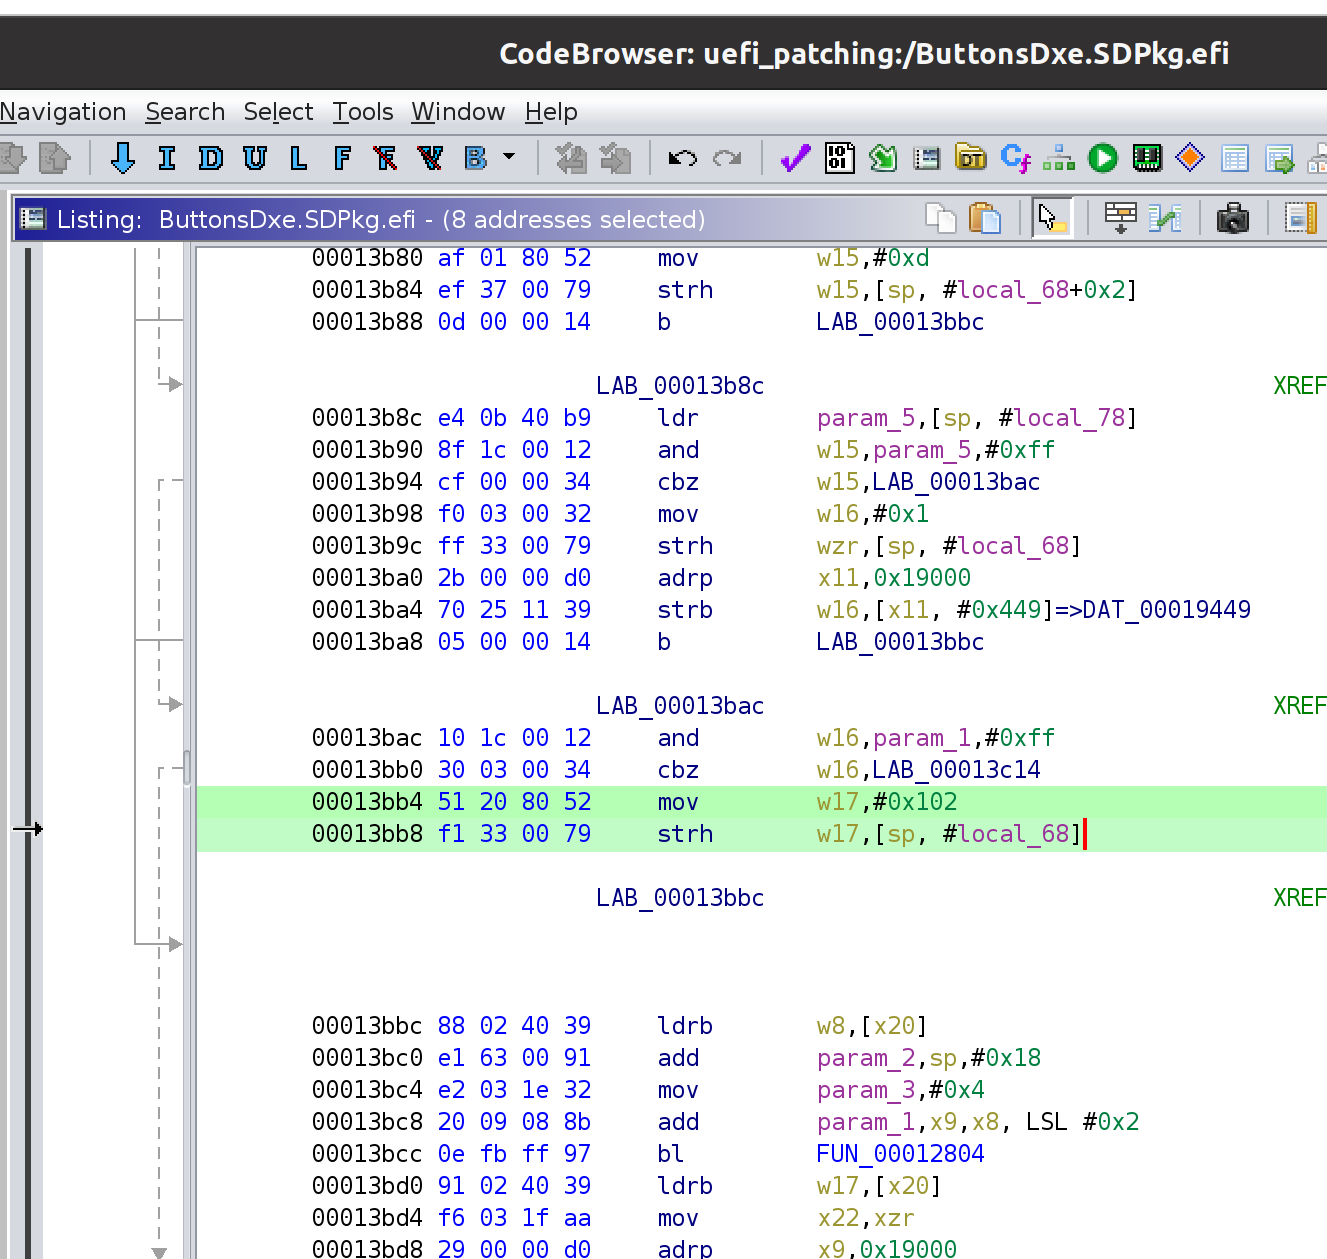 CodeBrowser: uefi_patching:/ButtonsDxe.SDPkg.efi
Navigation Search Select Tools Window Help
I D U L F F V B
Listing: ButtonsDxe.SDPkg.efi - (8 addresses selected)
00013b80 af 01 80 52 mov w15,#0xd
00013b84 ef 37 00 79 strh w15,[sp, #local_68+0x2]
00013b88 0d 00 00 14 b LAB_00013bbc
LAB_00013b8c XREF
00013b8c e4 0b 40 b9 ldr param_5,[sp, #local_78]
00013b90 8f 1c 00 12 and w15,param_5,#0xff
00013b94 cf 00 00 34 cbz w15,LAB_00013bac
00013b98 f0 03 00 32 mov w16,#0x1
00013b9c ff 33 00 79 strh wzr,[sp, #local_68]
00013ba0 2b 00 00 d0 adrp x11,0x19000
00013ba4 70 25 11 39 strb w16,[x11, #0x449]=>DAT_00019449
00013ba8 05 00 00 14 b LAB_00013bbc
LAB_00013bac XREF
00013bac 10 1c 00 12 and w16,param_1,#0xff
00013bb0 30 03 00 34 cbz w16,LAB_00013c14
00013bb4 51 20 80 52 mov w17,#0x102
00013bb8 f1 33 00 79 strh w17,[sp, #local_68]
LAB_00013bbc XREF
00013bbc 88 02 40 39 ldrb w8,[x20]
00013bc0 e1 63 00 91 add param_2,sp,#0x18
00013bc4 e2 03 1e 32 mov param_3,#0x4
00013bc8 20 09 08 8b add param_1,x9,x8, LSL #0x2
00013bcc 0e fb ff 97 bl FUN_00012804
00013bd0 91 02 40 39 ldrb w17,[x20]
00013bd4 f6 03 1f aa mov x22,xzr
00013bd8 29 00 00 d0 adrp x9,0x19000